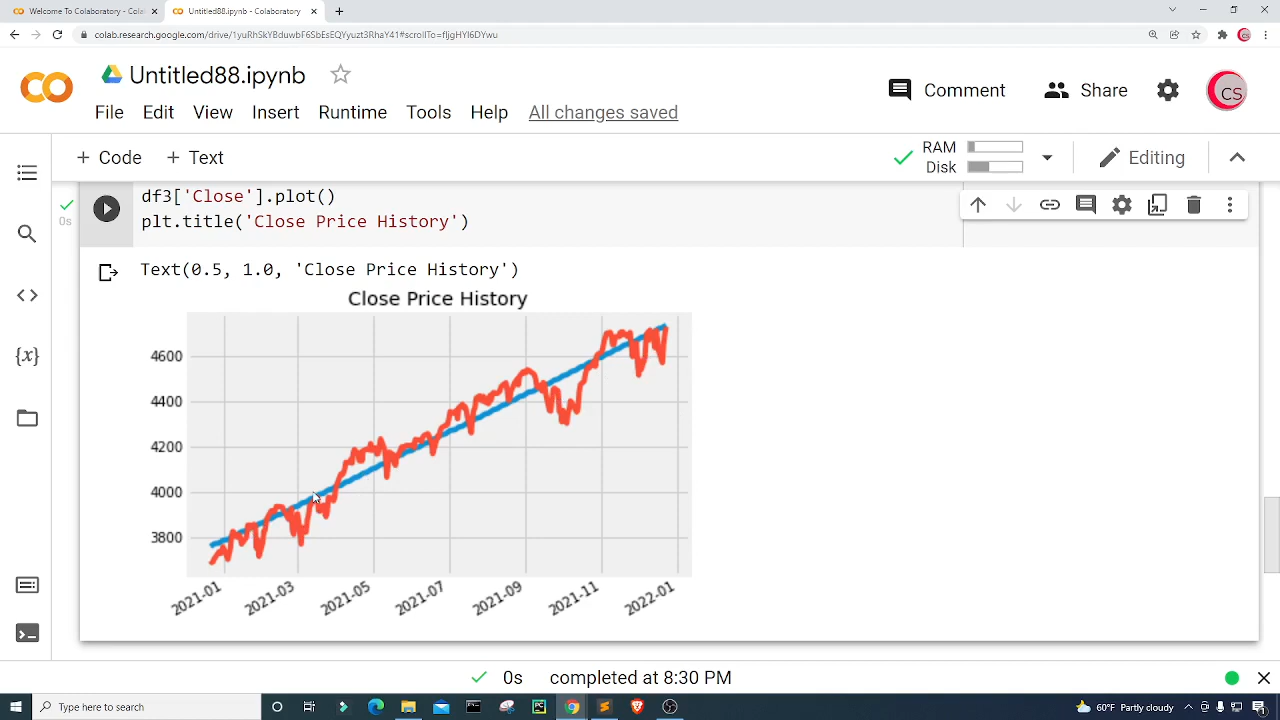 Welcome To Colaboratory - Colab
Untitled88.ipynb - Colaboratory
colab.research.google.com/drive/1yuRhSkYBduwbF6SbEsEQYyuzt3RhaY41#scrollTo=fJjgHYl6DYwu
Untitled88.ipynb
File Edit View Insert Runtime Tools Help All changes saved
Comment Share CS
+ Code + Text
RAM
Disk
Editing
df3['Close'].plot()
0s
plt.title('Close Price History')
Text(0.5, 1.0, 'Close Price History')
Close Price History
4600
4400
4200
4000
3800
2021-01 2021-03 2021-05 2021-07 2021-09 2021-11 2022-01
{x}
0s completed at 8:30 PM
Type here to search
60°F Partly cloudy